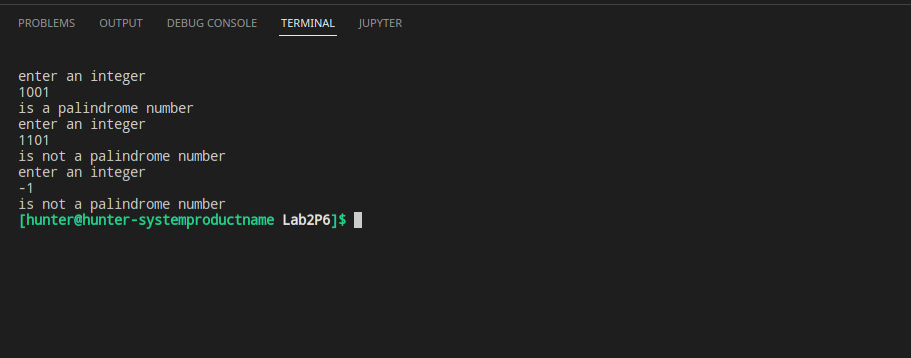 PROBLEMS OUTPUT DEBUG CONSOLE TERMINAL JUPYTER
enter an integer
1001
is a palindrome number
enter an integer
1101
is not a palindrome number
enter an integer
-1
is not a palindrome number
[hunter@hunter-systemproductname Lab2P6]$